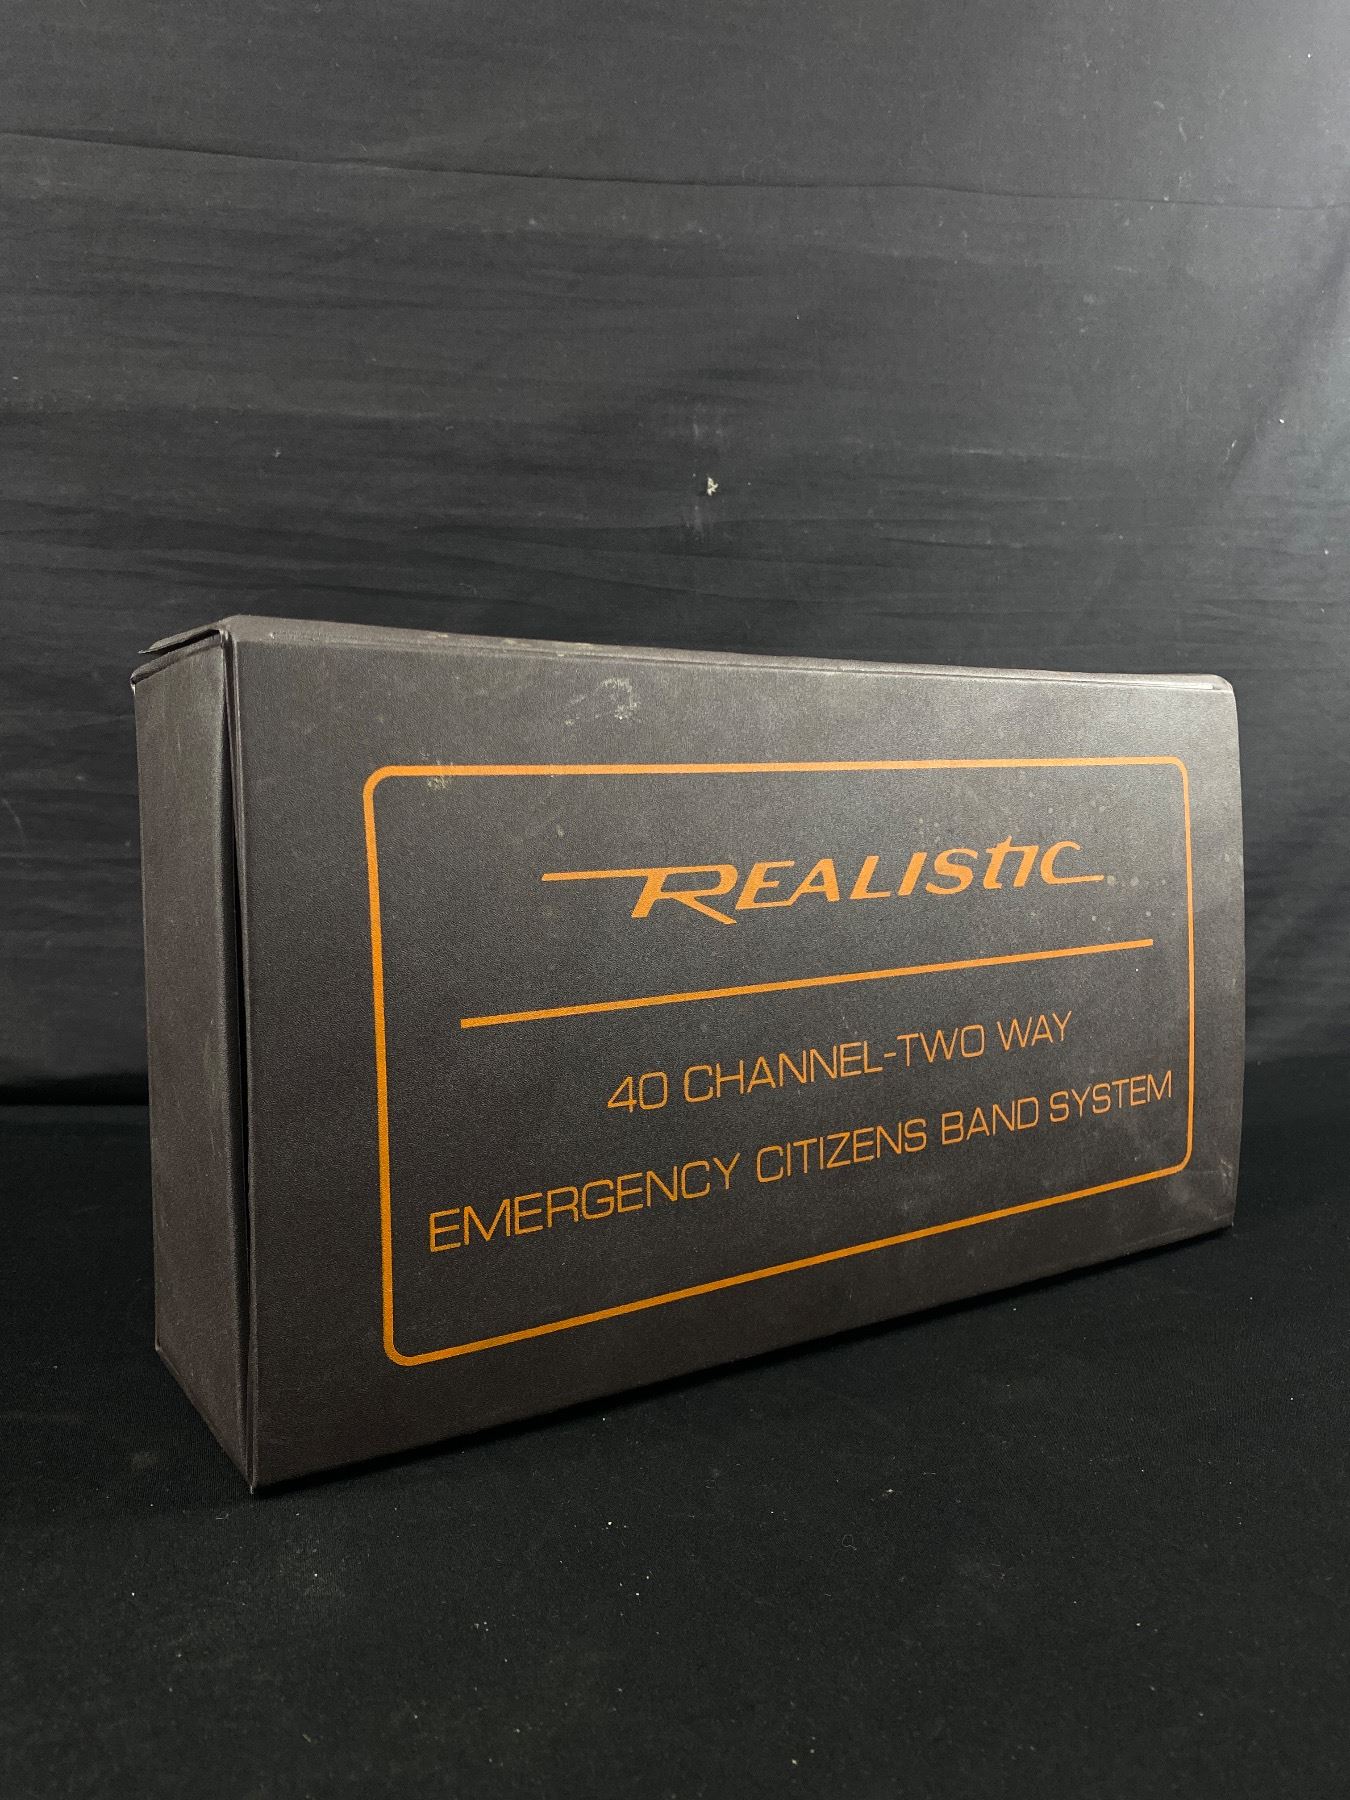 REALISTIC
40 CHANNEL-TWO WAY
EMERGENCY CITIZENS BAND SYSTEM